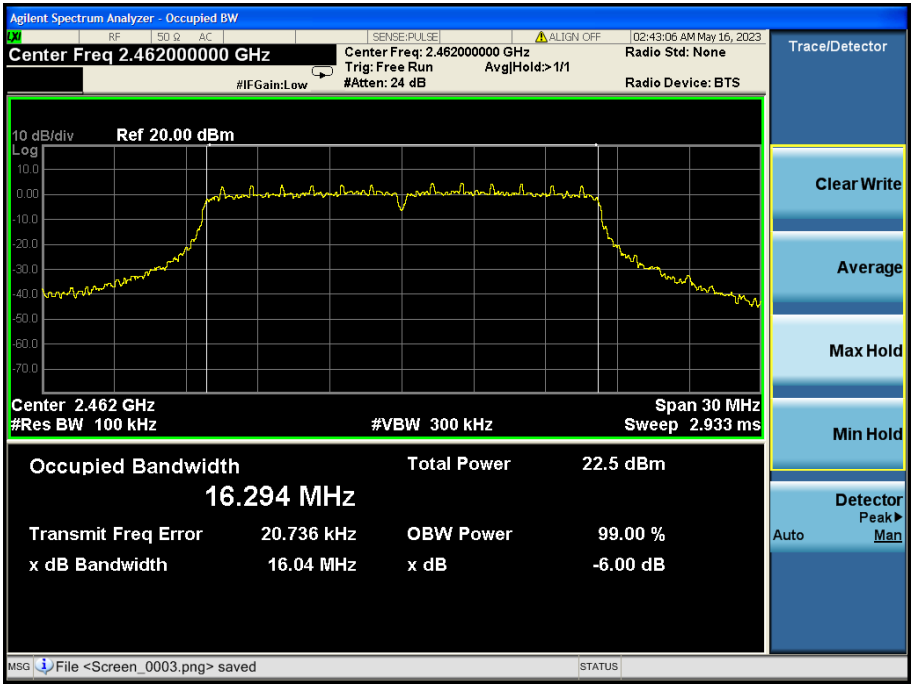 Agilent Spectrum Analyzer - Occupied BW
LXI RF 50 Ω AC SENSE:PULSE ALIGN OFF 02:43:06 AM May 16, 2023
Center Freq 2.462000000 GHz
Center Freq: 2.462000000 GHz
Radio Std: None
Trig: Free Run Avg|Hold:>1/1
#IFGain:Low
#Atten: 24 dB
Radio Device: BTS
Trace/Detector
10 dB/div Ref 20.00 dBm
Log
10.0
0.00
-10.0
-20.0
-30.0
-40.0
-50.0
-60.0
-70.0
Center 2.462 GHz Span 30 MHz
#Res BW 100 kHz #VBW 300 kHz Sweep 2.933 ms
Occupied Bandwidth Total Power 22.5 dBm
16.294 MHz
Transmit Freq Error 20.736 kHz OBW Power 99.00 %
x dB Bandwidth 16.04 MHz x dB -6.00 dB
Clear Write
Average
Max Hold
Min Hold
Detector
Peak▶
Auto Man
MSG File <Screen_0003.png> saved STATUS